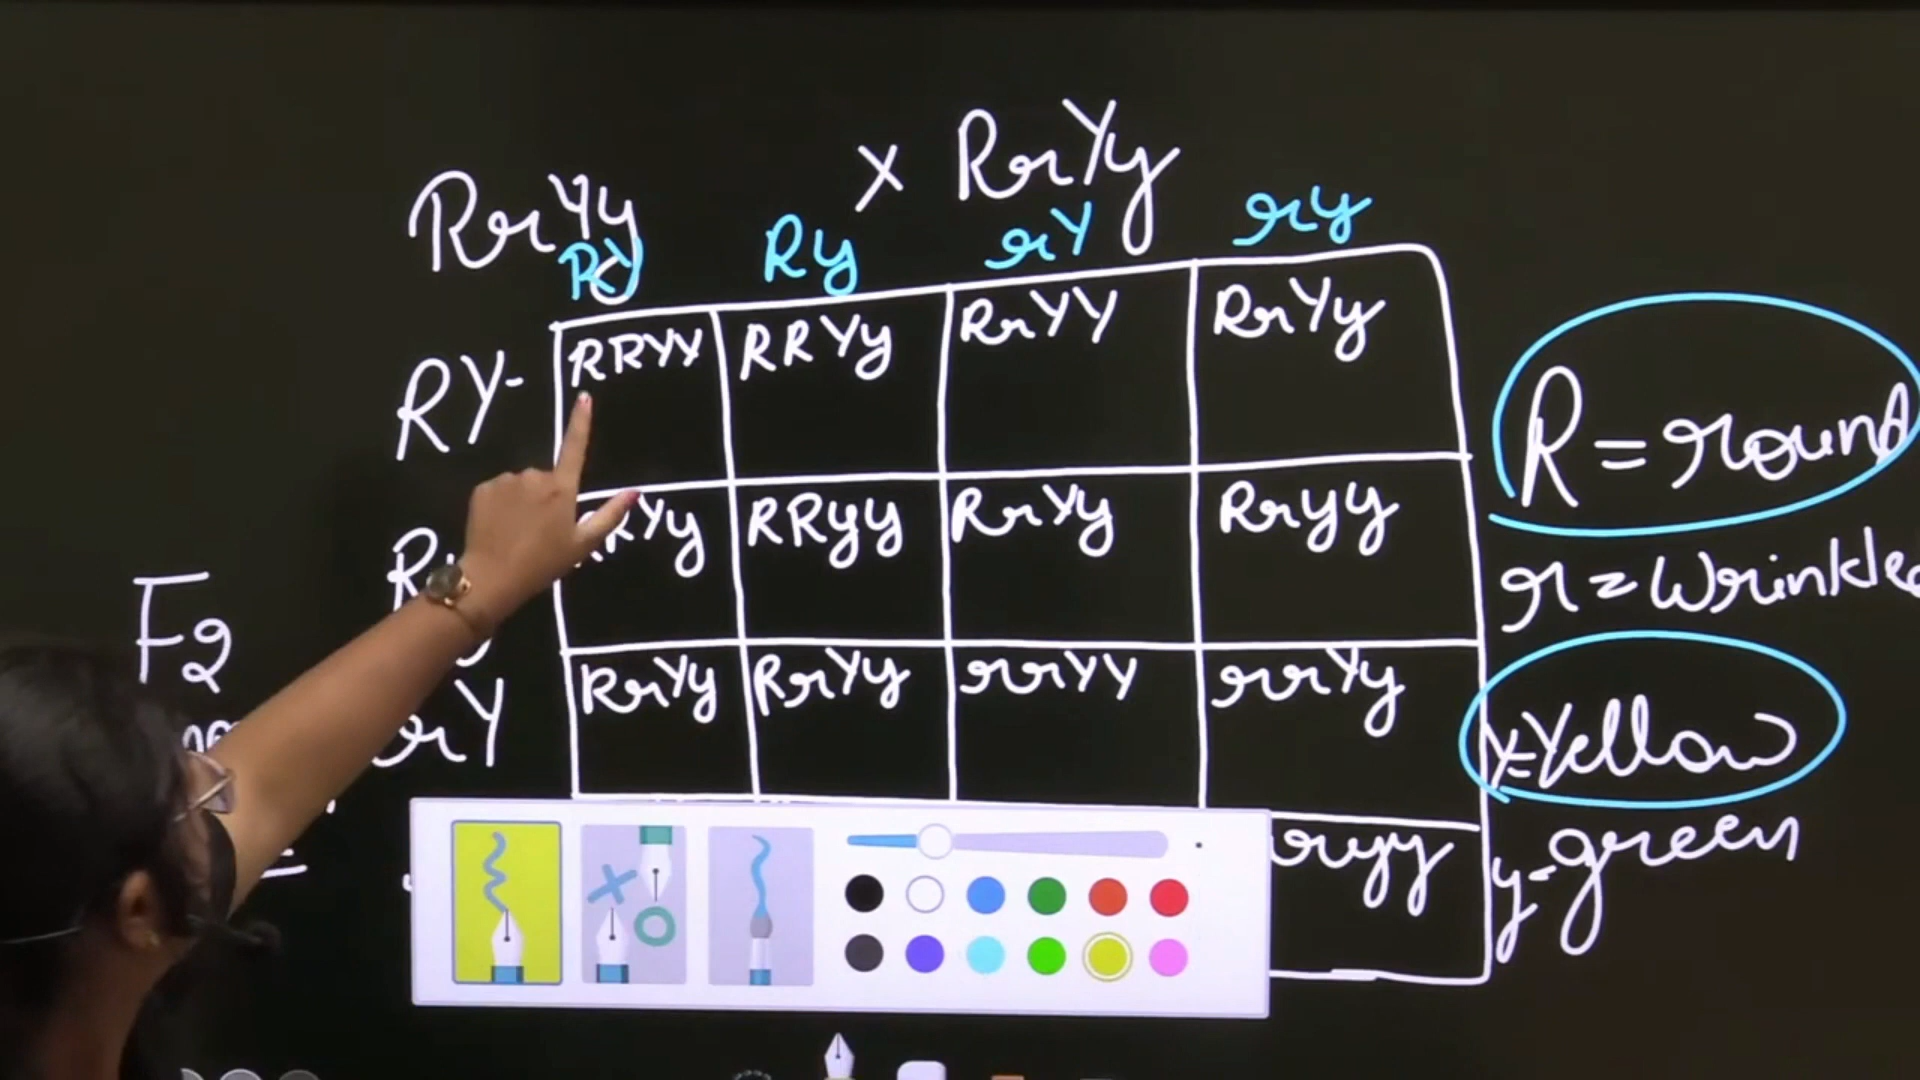 RrYy x RrYy
RY Ry rY ry
RY- RRYY RRYy RrYY RrYy
R = round
RRYy RRyy RrYy Rryy
r = Wrinkled
F2
rY RrYy RrYy rrYY rrYy
Y=Yellow
rryy
y-green